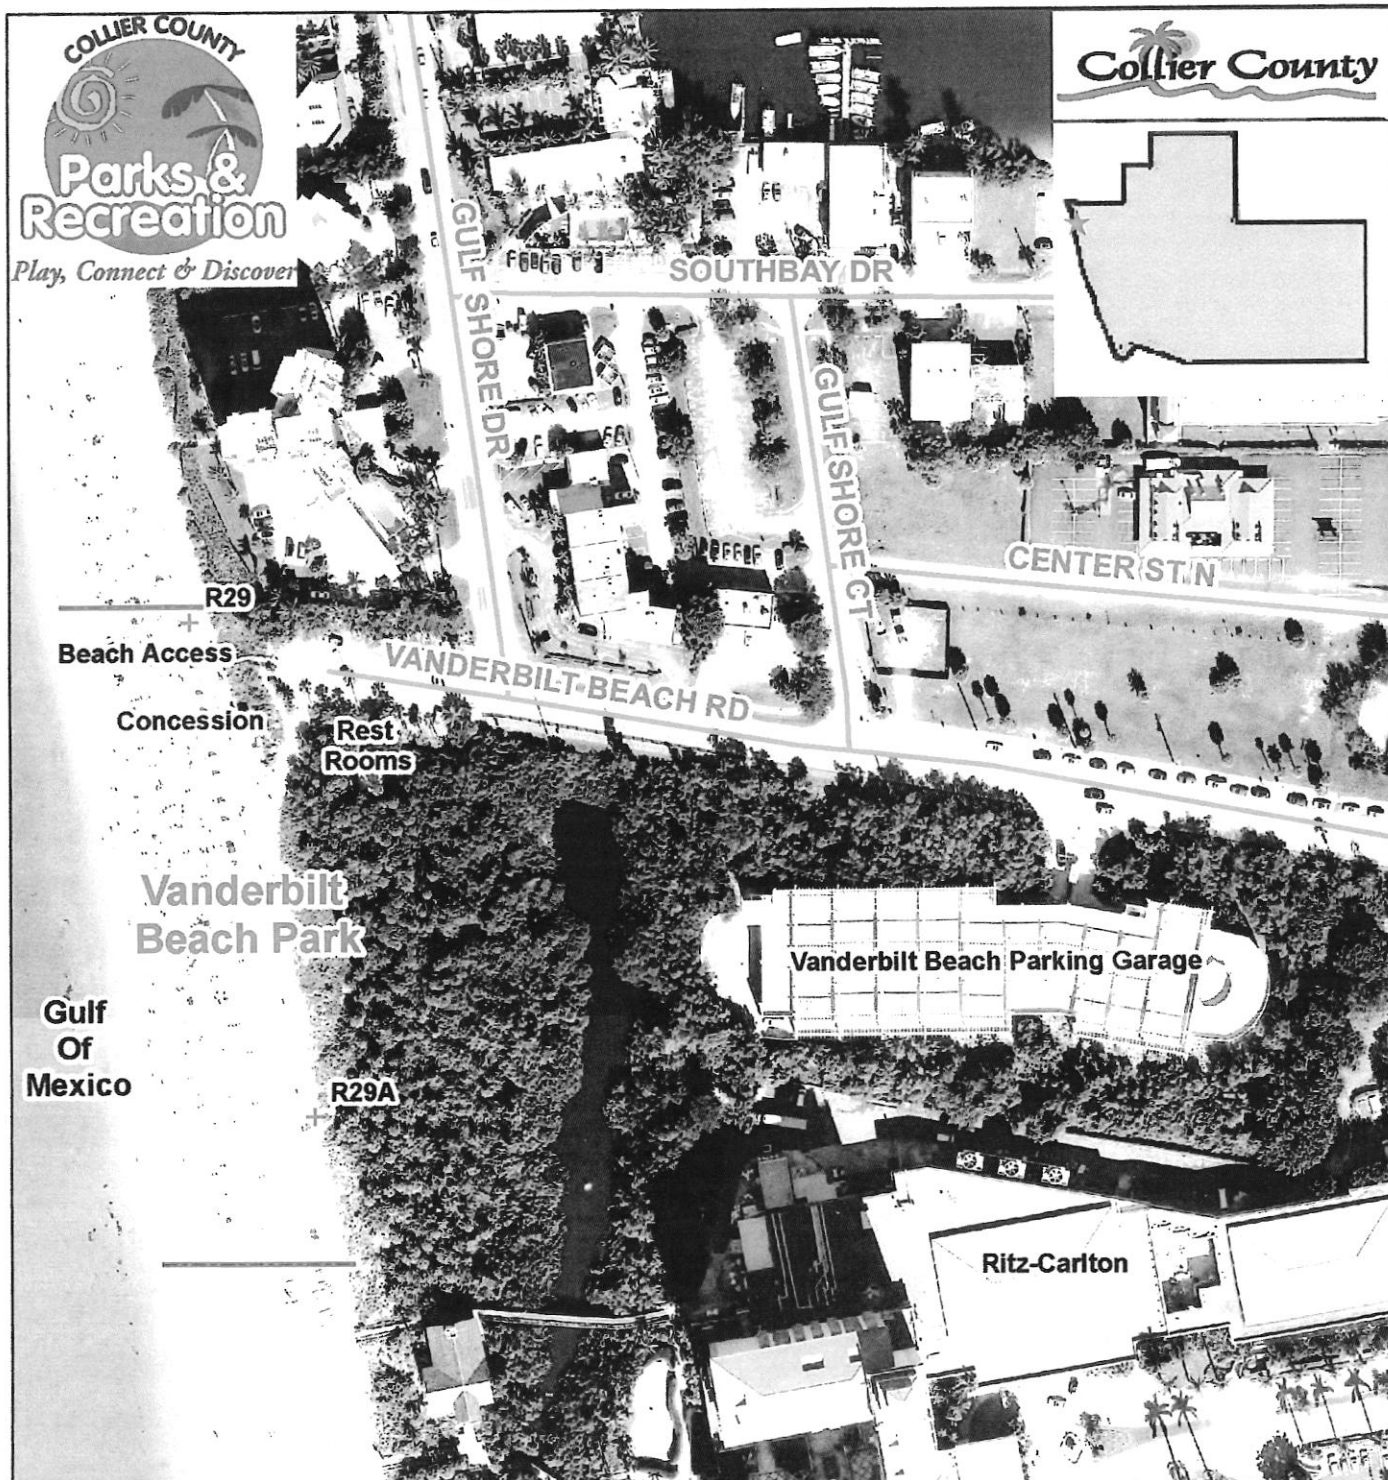 COLLIER COUNTY
Parks &
Recreation
Play, Connect & Discover
Collier County
GULF SHORE DR
SOUTHBAY DR
GULF SHORE CT
CENTER ST N
R29
Beach Access
VANDERBILT BEACH RD
Concession
Rest
Rooms
Vanderbilt
Beach Park
Vanderbilt Beach Parking Garage
Gulf
Of
Mexico
R29A
Ritz-Carlton